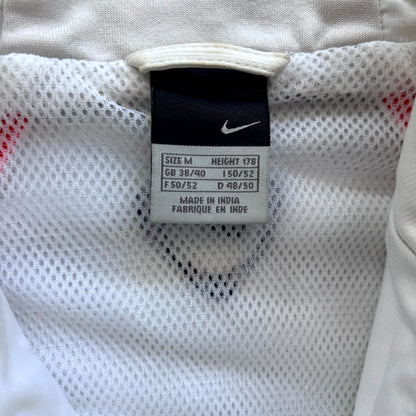 SIZE M HEIGHT 178
GB 38/40 I 50/52
F 50/52 D 48/50
MADE IN INDIA
FABRIQUE EN INDE